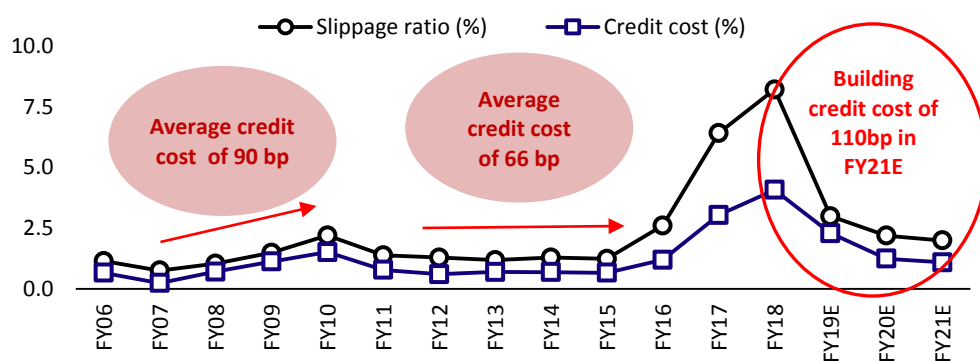 Slippage ratio (%) Credit cost (%)
10.0
7.5
5.0
2.5
0.0
Average credit
cost of 90 bp
Average
credit cost
of 66 bp
Building
credit cost of
110bp in
FY21E
FY06
FY07
FY08
FY09
FY10
FY11
FY12
FY13
FY14
FY15
FY16
FY17
FY18
FY19E
FY20E
FY21E